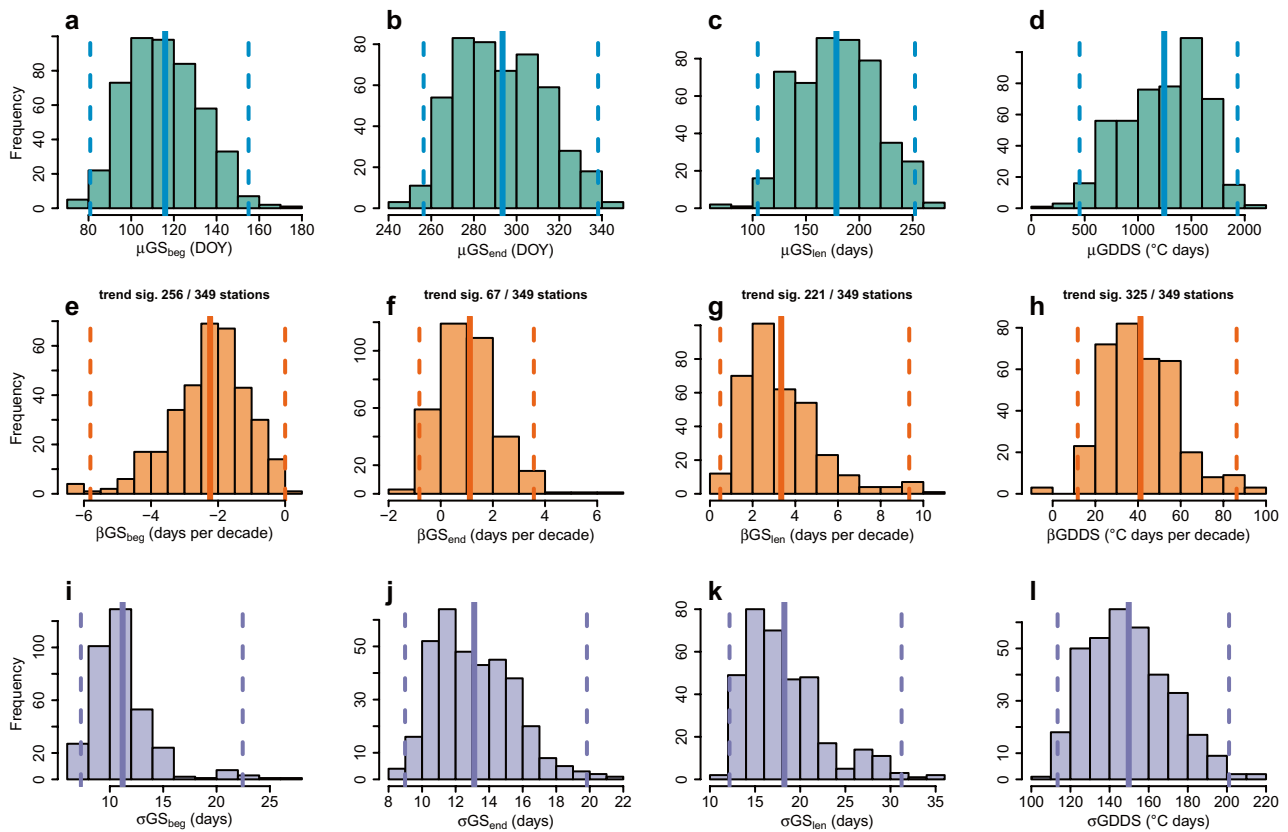 a
b
c
d
Frequency
0 20 40 60 80
0 20 40 60 80
0 20 40 60 80
0 20 40 60 80 100
80 100 120 140 160 180
240 260 280 300 320 340
100 150 200 250
0 500 1000 1500 2000
μGSbeg (DOY)
μGSend (DOY)
μGSlen (days)
μGDDS (°C days)
e
trend sig. 256 / 349 stations
f
trend sig. 67 / 349 stations
g
trend sig. 221 / 349 stations
h
trend sig. 325 / 349 stations
Frequency
0 20 40 60
0 20 40 60 100
0 20 40 60 80 100
0 20 40 60 80
−6 −4 −2 0
−2 0 2 4 6
0 2 4 6 8 10
0 20 40 60 80 100
βGSbeg (days per decade)
βGSend (days per decade)
βGSlen (days per decade)
βGDDS (°C days per decade)
i
j
k
l
Frequency
0 20 40 60 100
0 10 20 30 50
0 20 40 60 80
0 10 20 30 50
10 15 20 25
8 10 12 14 16 18 20 22
10 15 20 25 30 35
100 120 140 160 180 200 220
σGSbeg (days)
σGSend (days)
σGSlen (days)
σGDDS (°C days)